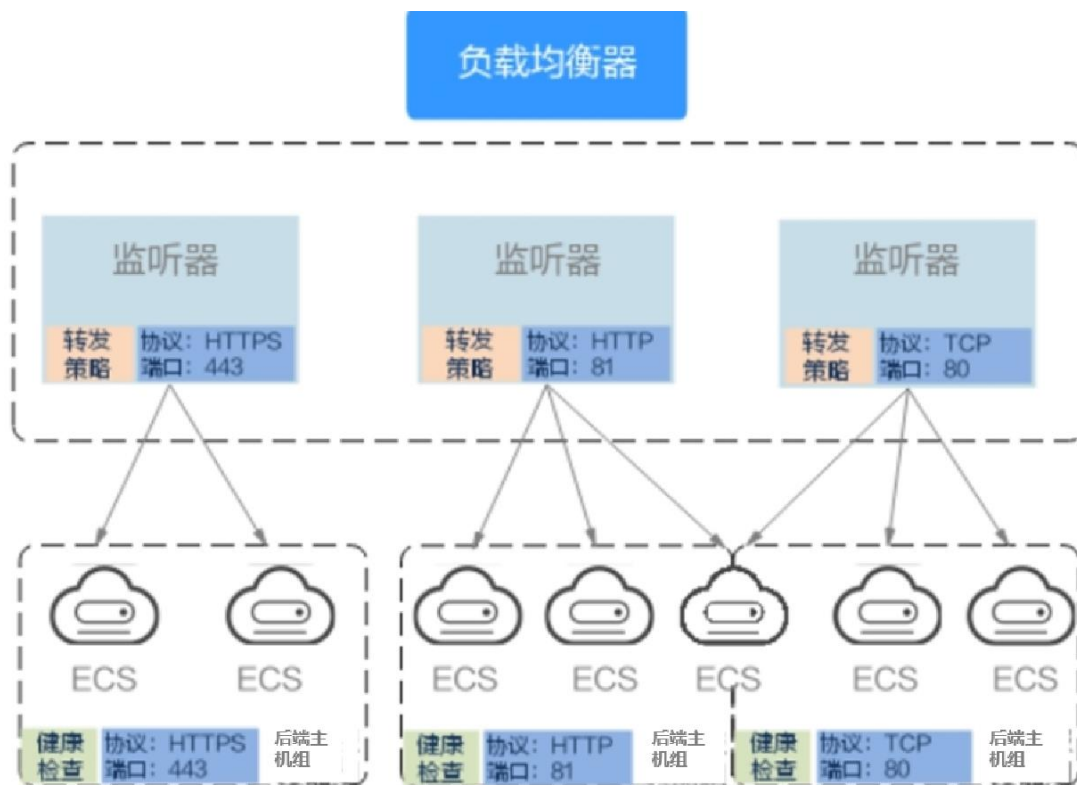 负载均衡器
监听器
转发
策略
协议：HTTPS
端口：443
监听器
转发
策略
协议：HTTP
端口：81
监听器
转发
策略
协议：TCP
端口：80
ECS
ECS
ECS
ECS
ECS
ECS
ECS
健康
检查
协议：HTTPS
端口：443
后端主
机组
健康
检查
协议：HTTP
端口：81
后端主
机组
健康
检查
协议：TCP
端口：80
后端主
机组